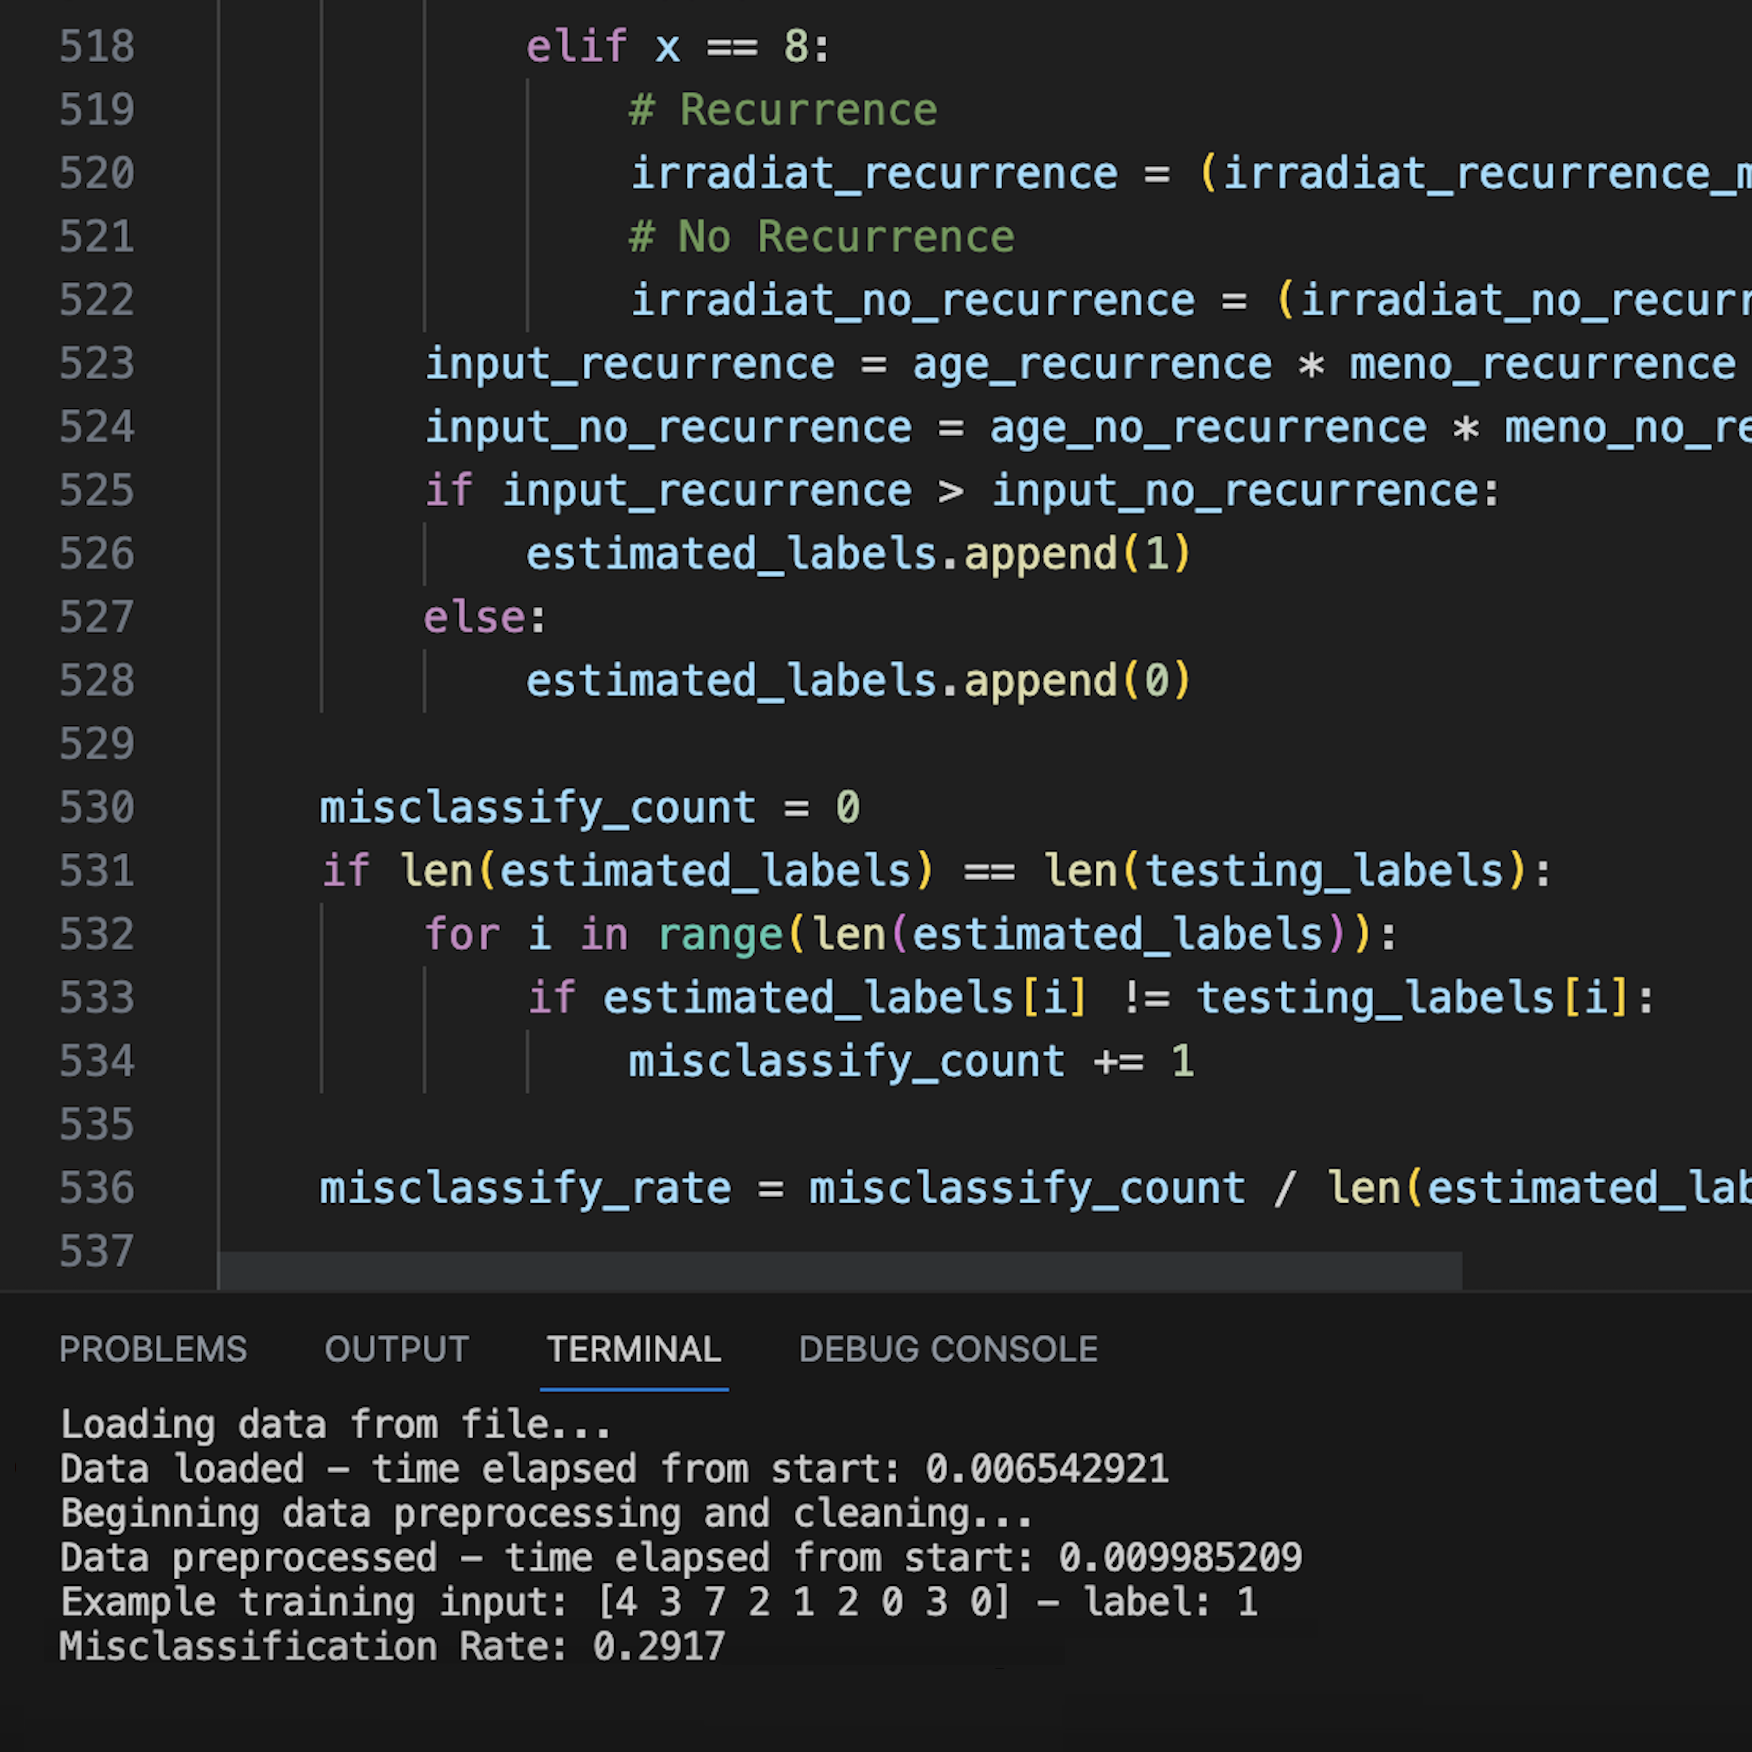 518 elif x == 8:
519 # Recurrence
520 irradiat_recurrence = (irradiat_recurrence_m
521 # No Recurrence
522 irradiat_no_recurrence = (irradiat_no_recurr
523 input_recurrence = age_recurrence * meno_recurrence
524 input_no_recurrence = age_no_recurrence * meno_no_re
525 if input_recurrence > input_no_recurrence:
526 estimated_labels.append(1)
527 else:
528 estimated_labels.append(0)
529
530 misclassify_count = 0
531 if len(estimated_labels) == len(testing_labels):
532 for i in range(len(estimated_labels)):
533 if estimated_labels[i] != testing_labels[i]:
534 misclassify_count += 1
535
536 misclassify_rate = misclassify_count / len(estimated_lab
537
PROBLEMS OUTPUT TERMINAL DEBUG CONSOLE
Loading data from file...
Data loaded – time elapsed from start: 0.006542921
Beginning data preprocessing and cleaning...
Data preprocessed – time elapsed from start: 0.009985209
Example training input: [4 3 7 2 1 2 0 3 0] – label: 1
Misclassification Rate: 0.2917